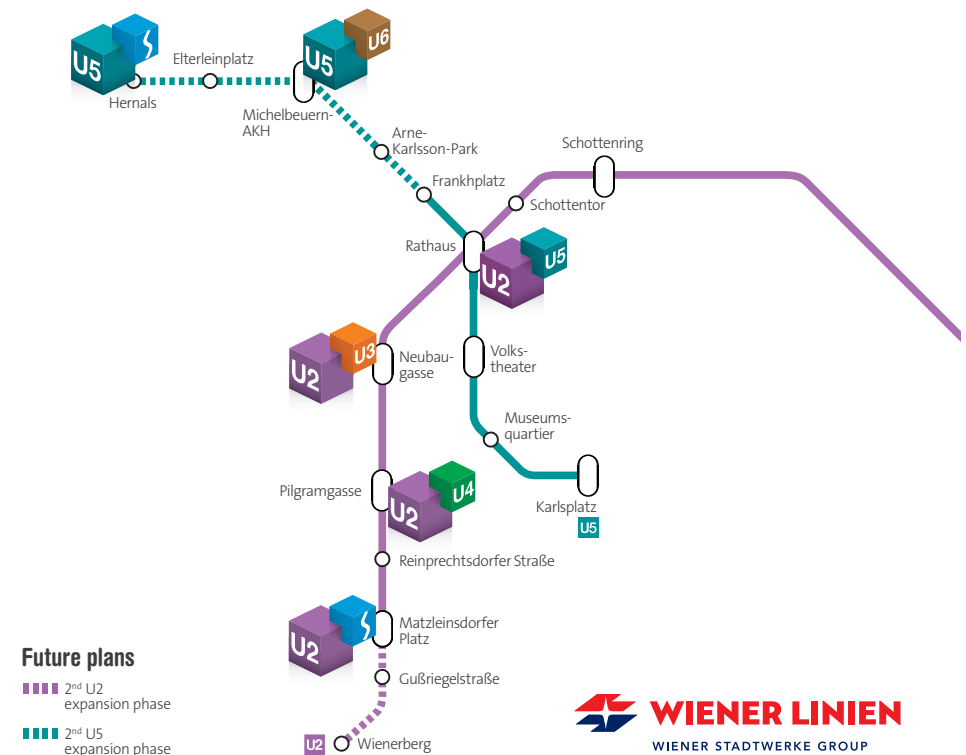 U5
U5
U6
Elterleinplatz
Hernals
Michelbeuern-
AKH
Arne-
Karlsson-Park
Schottenring
Frankhplatz
Schottentor
Rathaus
U2
U5
U2
U3
Neubau-
gasse
Volks-
theater
Museums-
quartier
Pilgramgasse
U2
U4
Karlsplatz
U5
Reinprechtsdorfer Straße
U2
Matzleinsdorfer
Platz
Gußriegelstraße
U2 Wienerberg
Future plans
2nd U2
expansion phase
2nd U5
expansion phase
WIENER LINIEN
WIENER STADTWERKE GROUP